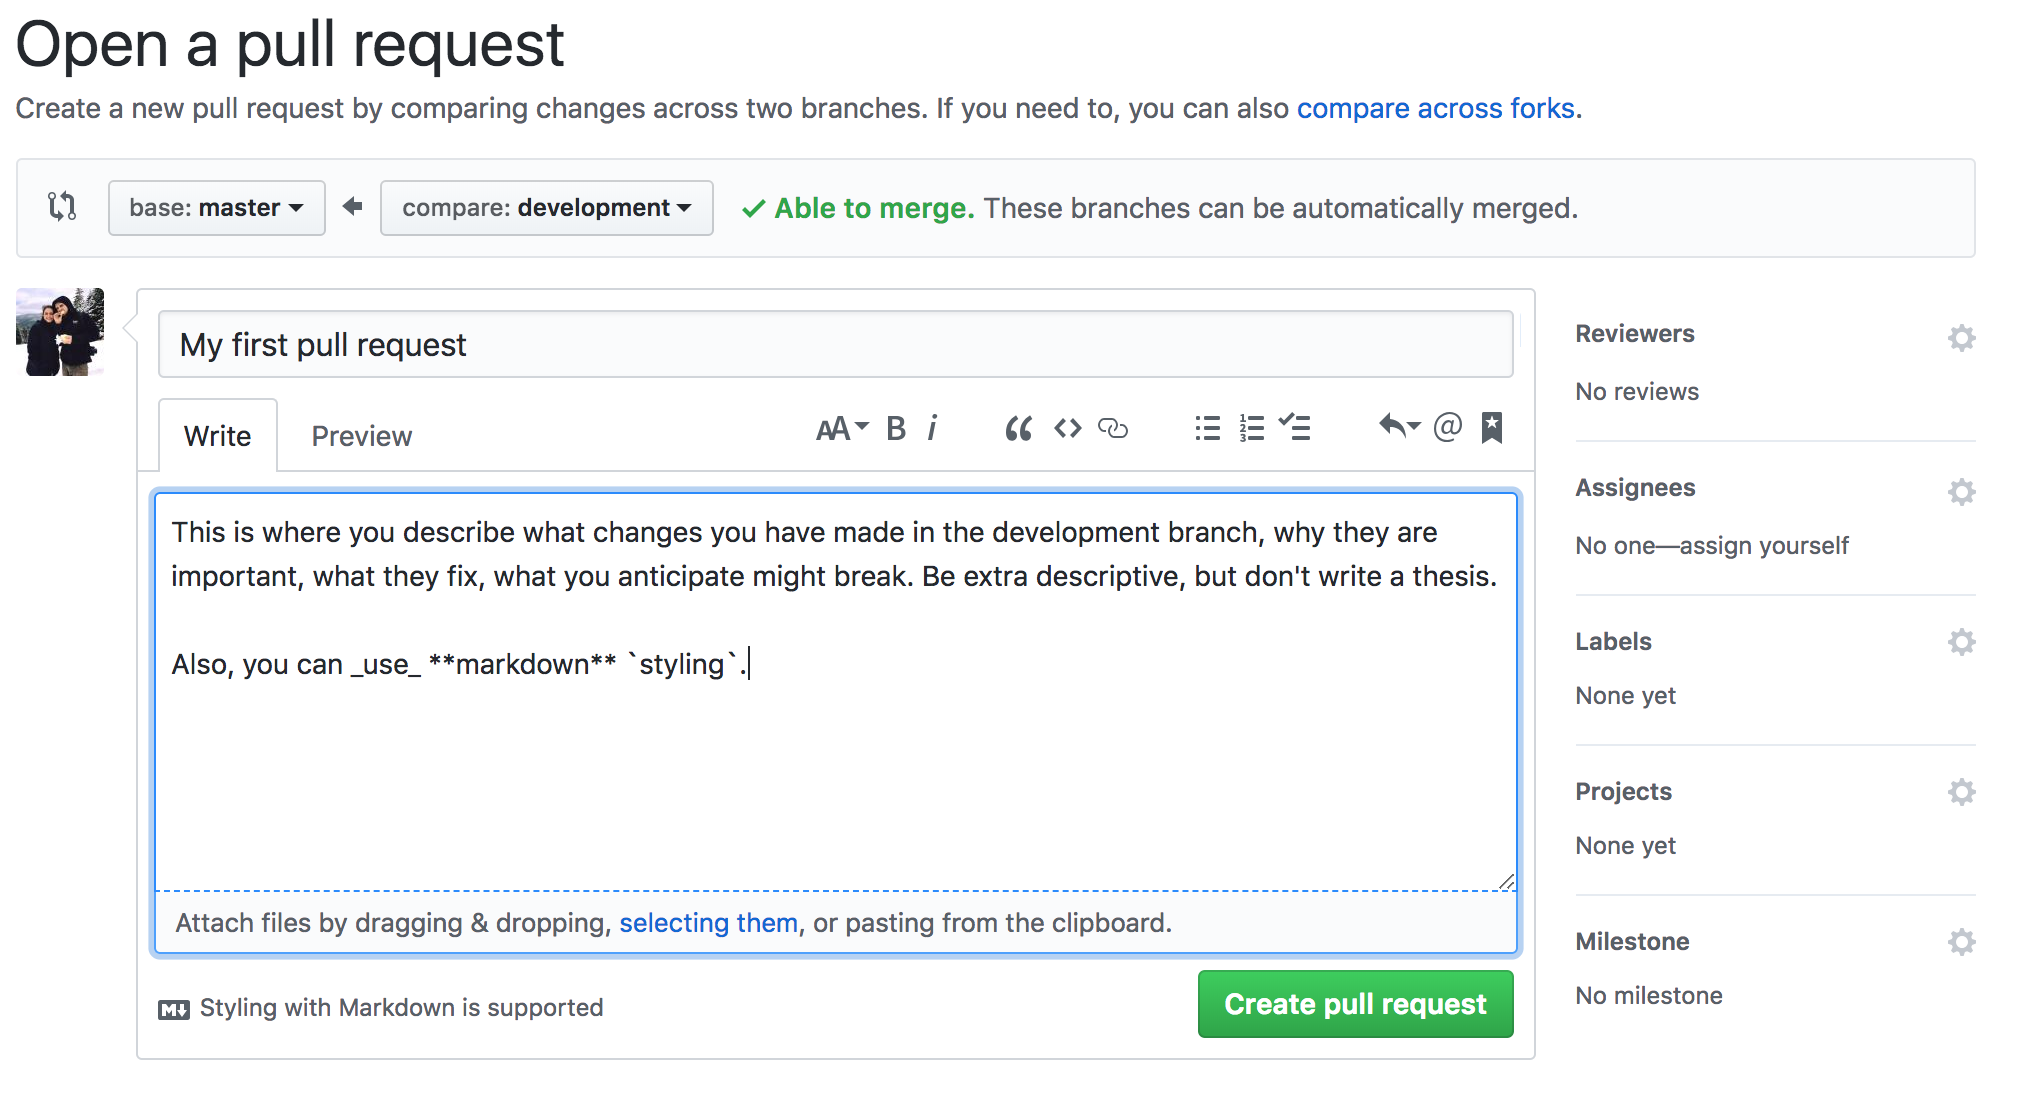 Open a pull request
Create a new pull request by comparing changes across two branches. If you need to, you can also compare across forks.
base: master compare: development Able to merge. These branches can be automatically merged.
My first pull request
Write Preview AA B i @
This is where you describe what changes you have made in the development branch, why they are
important, what they fix, what you anticipate might break. Be extra descriptive, but don't write a thesis.
Also, you can _use_ **markdown** `styling`.
Attach files by dragging & dropping, selecting them, or pasting from the clipboard.
Styling with Markdown is supported
Create pull request
Reviewers
No reviews
Assignees
No one—assign yourself
Labels
None yet
Projects
None yet
Milestone
No milestone